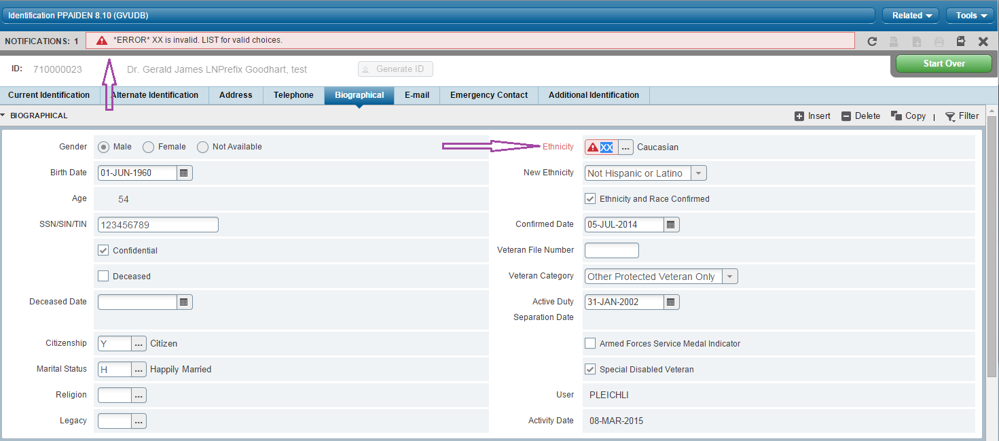 Identification PPAIDEN 8.10 (GVUDB) Related Tools
NOTIFICATIONS: 1 *ERROR* XX is invalid. LIST for valid choices.
ID: 710000023 Dr. Gerald James LNPrefix Goodhart, test Generate ID Start Over
Current Identification Alternate Identification Address Telephone Biographical E-mail Emergency Contact Additional Identification
BIOGRAPHICAL Insert Delete Copy | Filter
Gender Male Female Not Available Ethnicity XX ... Caucasian
Birth Date 01-JUN-1960 New Ethnicity Not Hispanic or Latino
Age 54 Ethnicity and Race Confirmed
SSN/SIN/TIN 123456789 Confirmed Date 05-JUL-2014
Confidential Veteran File Number
Deceased Veteran Category Other Protected Veteran Only
Deceased Date Active Duty 31-JAN-2002
Separation Date
Citizenship Y ... Citizen Armed Forces Service Medal Indicator
Marital Status H ... Happily Married Special Disabled Veteran
Religion ... User PLEICHLI
Legacy ... Activity Date 08-MAR-2015